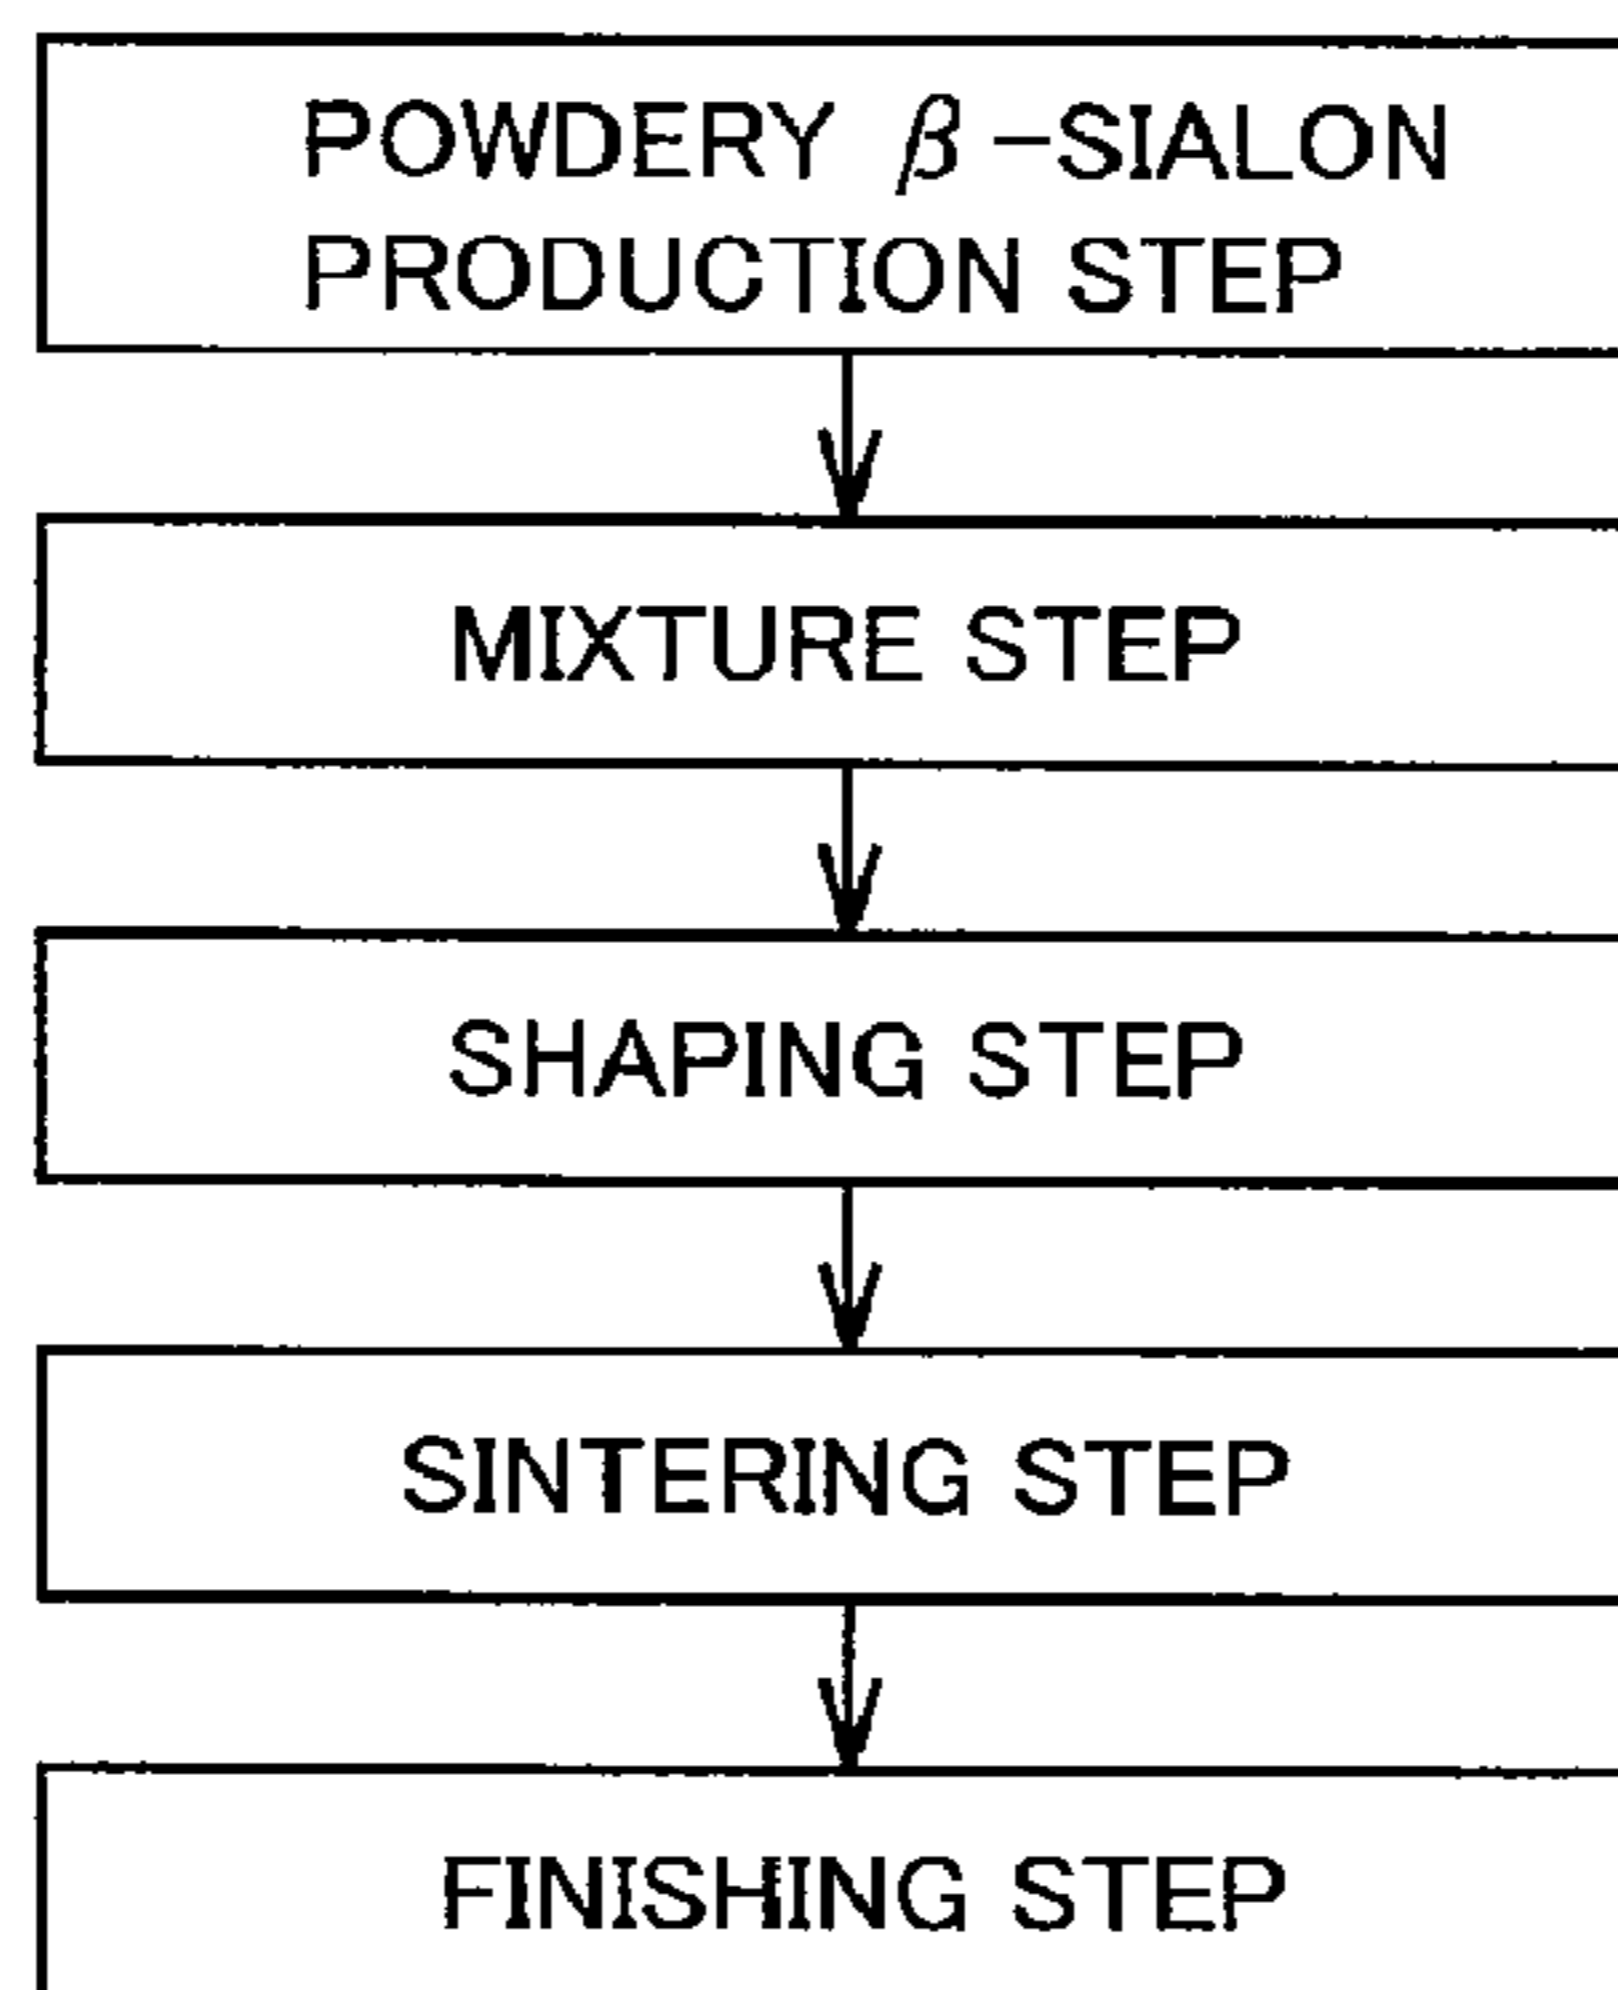 POWDERY β-SIALON
PRODUCTION STEP
MIXTURE STEP
SHAPING STEP
SINTERING STEP
FINISHING STEP